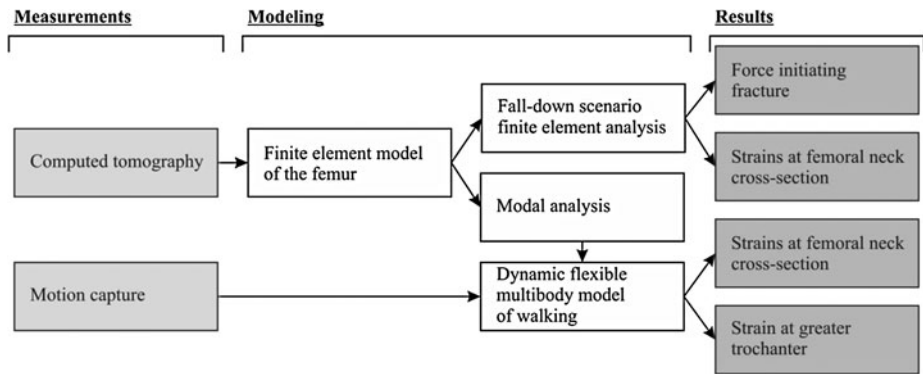 Measurements
Modeling
Results
Computed tomography
Motion capture
Finite element model
of the femur
Fall-down scenario
finite element analysis
Modal analysis
Dynamic flexible
multibody model
of walking
Force initiating
fracture
Strains at femoral neck
cross-section
Strains at femoral neck
cross-section
Strain at greater
trochanter